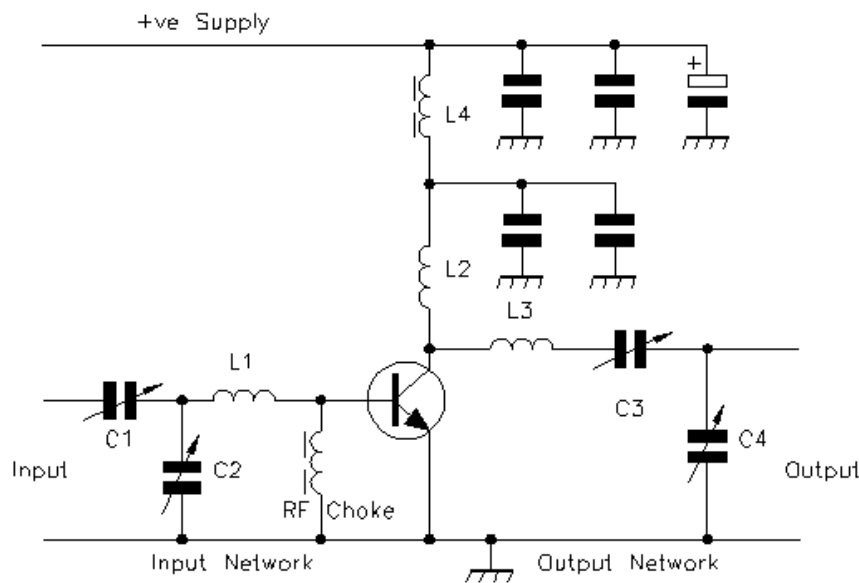 +ve Supply
+
L4
L2
L3
L1
C1
C2
C3
C4
Input
RF Choke
Output
Input Network
Output Network